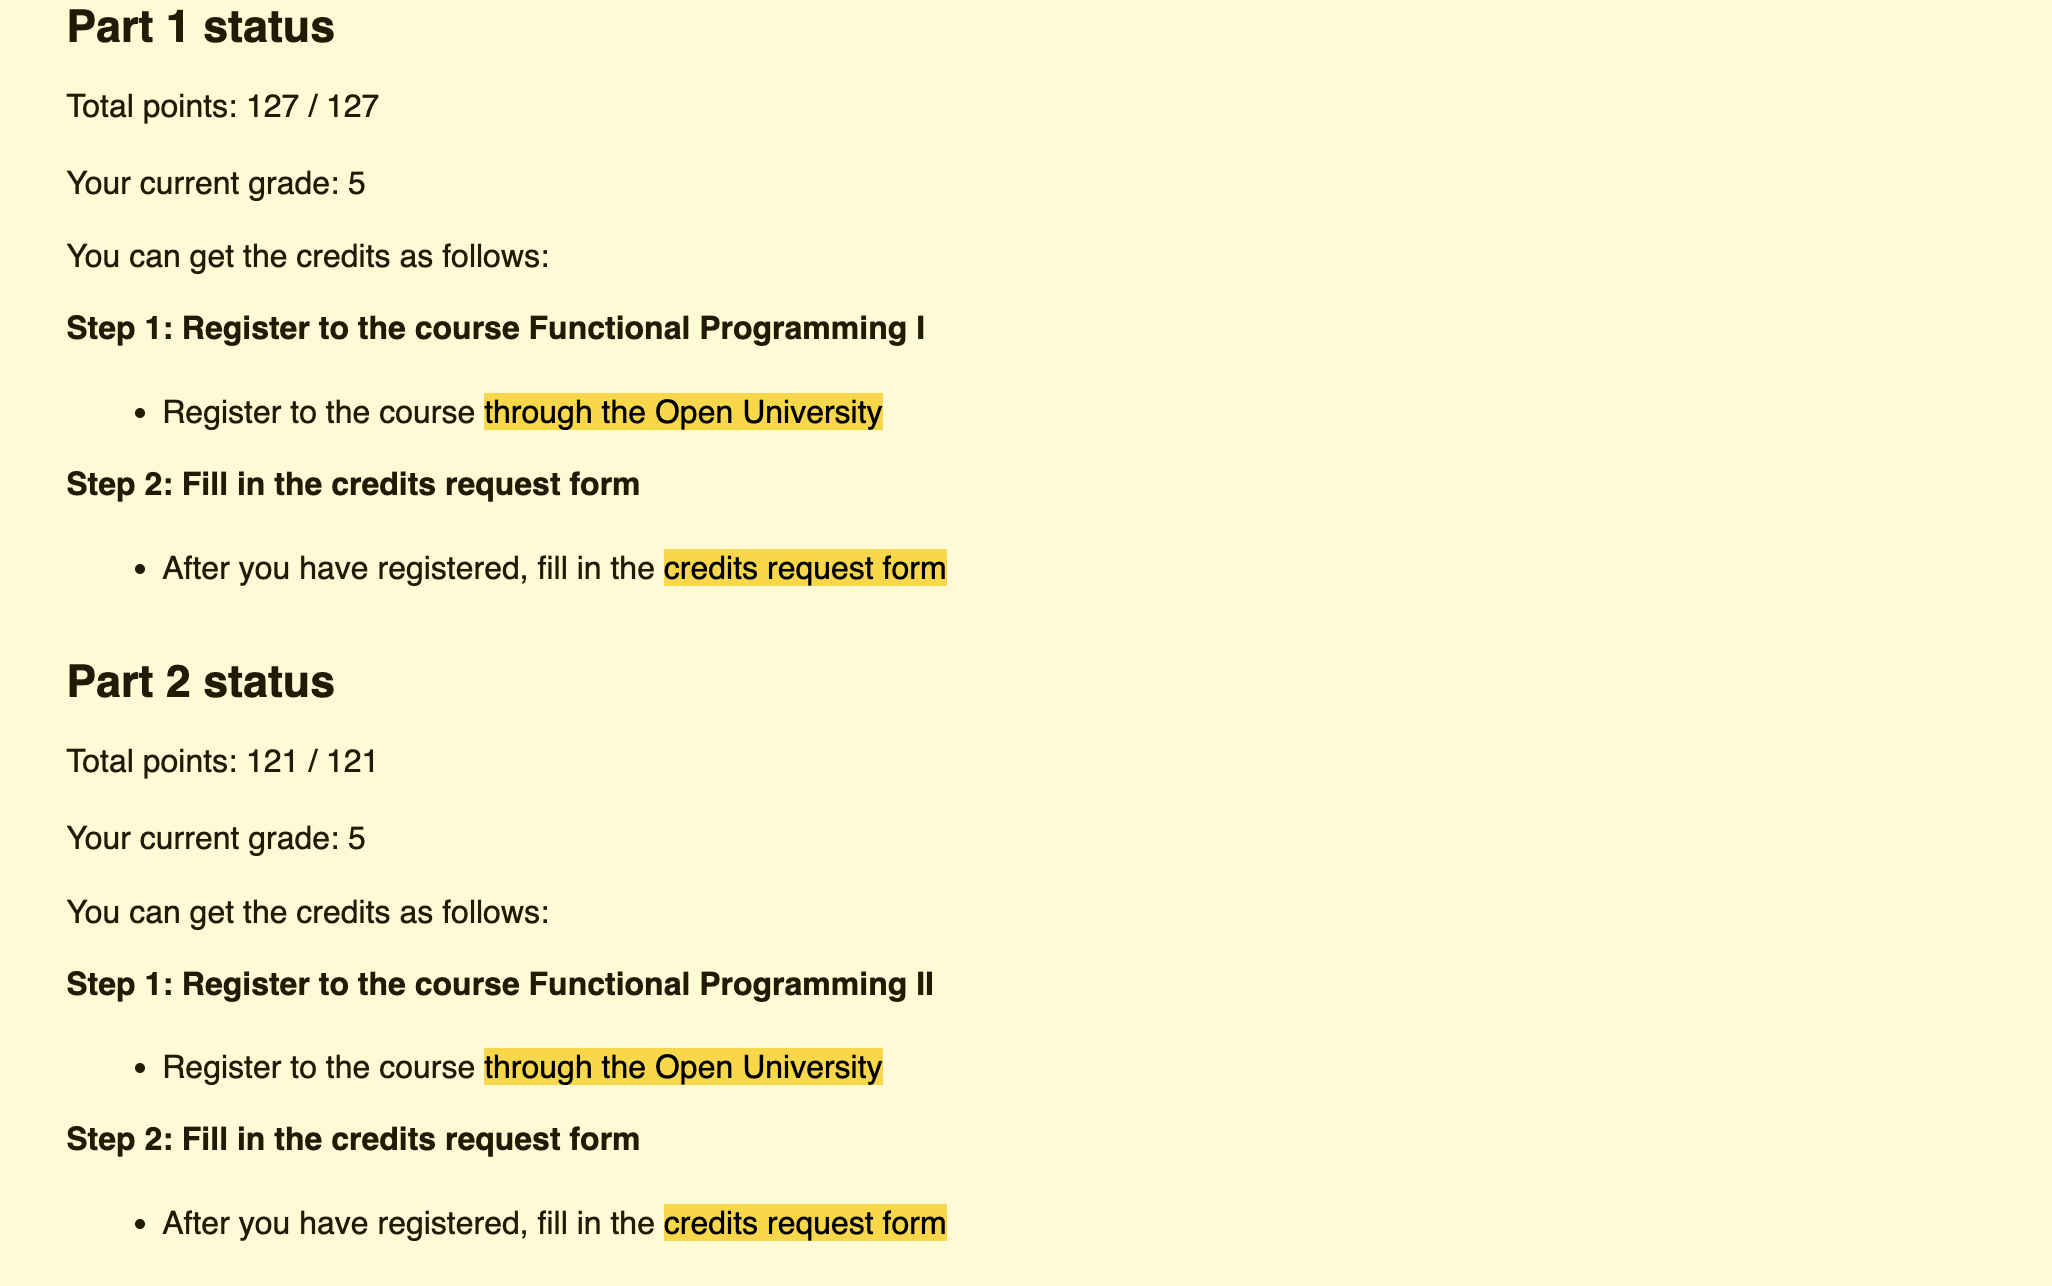 Part 1 status
Total points: 127 / 127
Your current grade: 5
You can get the credits as follows:
Step 1: Register to the course Functional Programming I
• Register to the course through the Open University
Step 2: Fill in the credits request form
• After you have registered, fill in the credits request form
Part 2 status
Total points: 121 / 121
Your current grade: 5
You can get the credits as follows:
Step 1: Register to the course Functional Programming II
• Register to the course through the Open University
Step 2: Fill in the credits request form
• After you have registered, fill in the credits request form